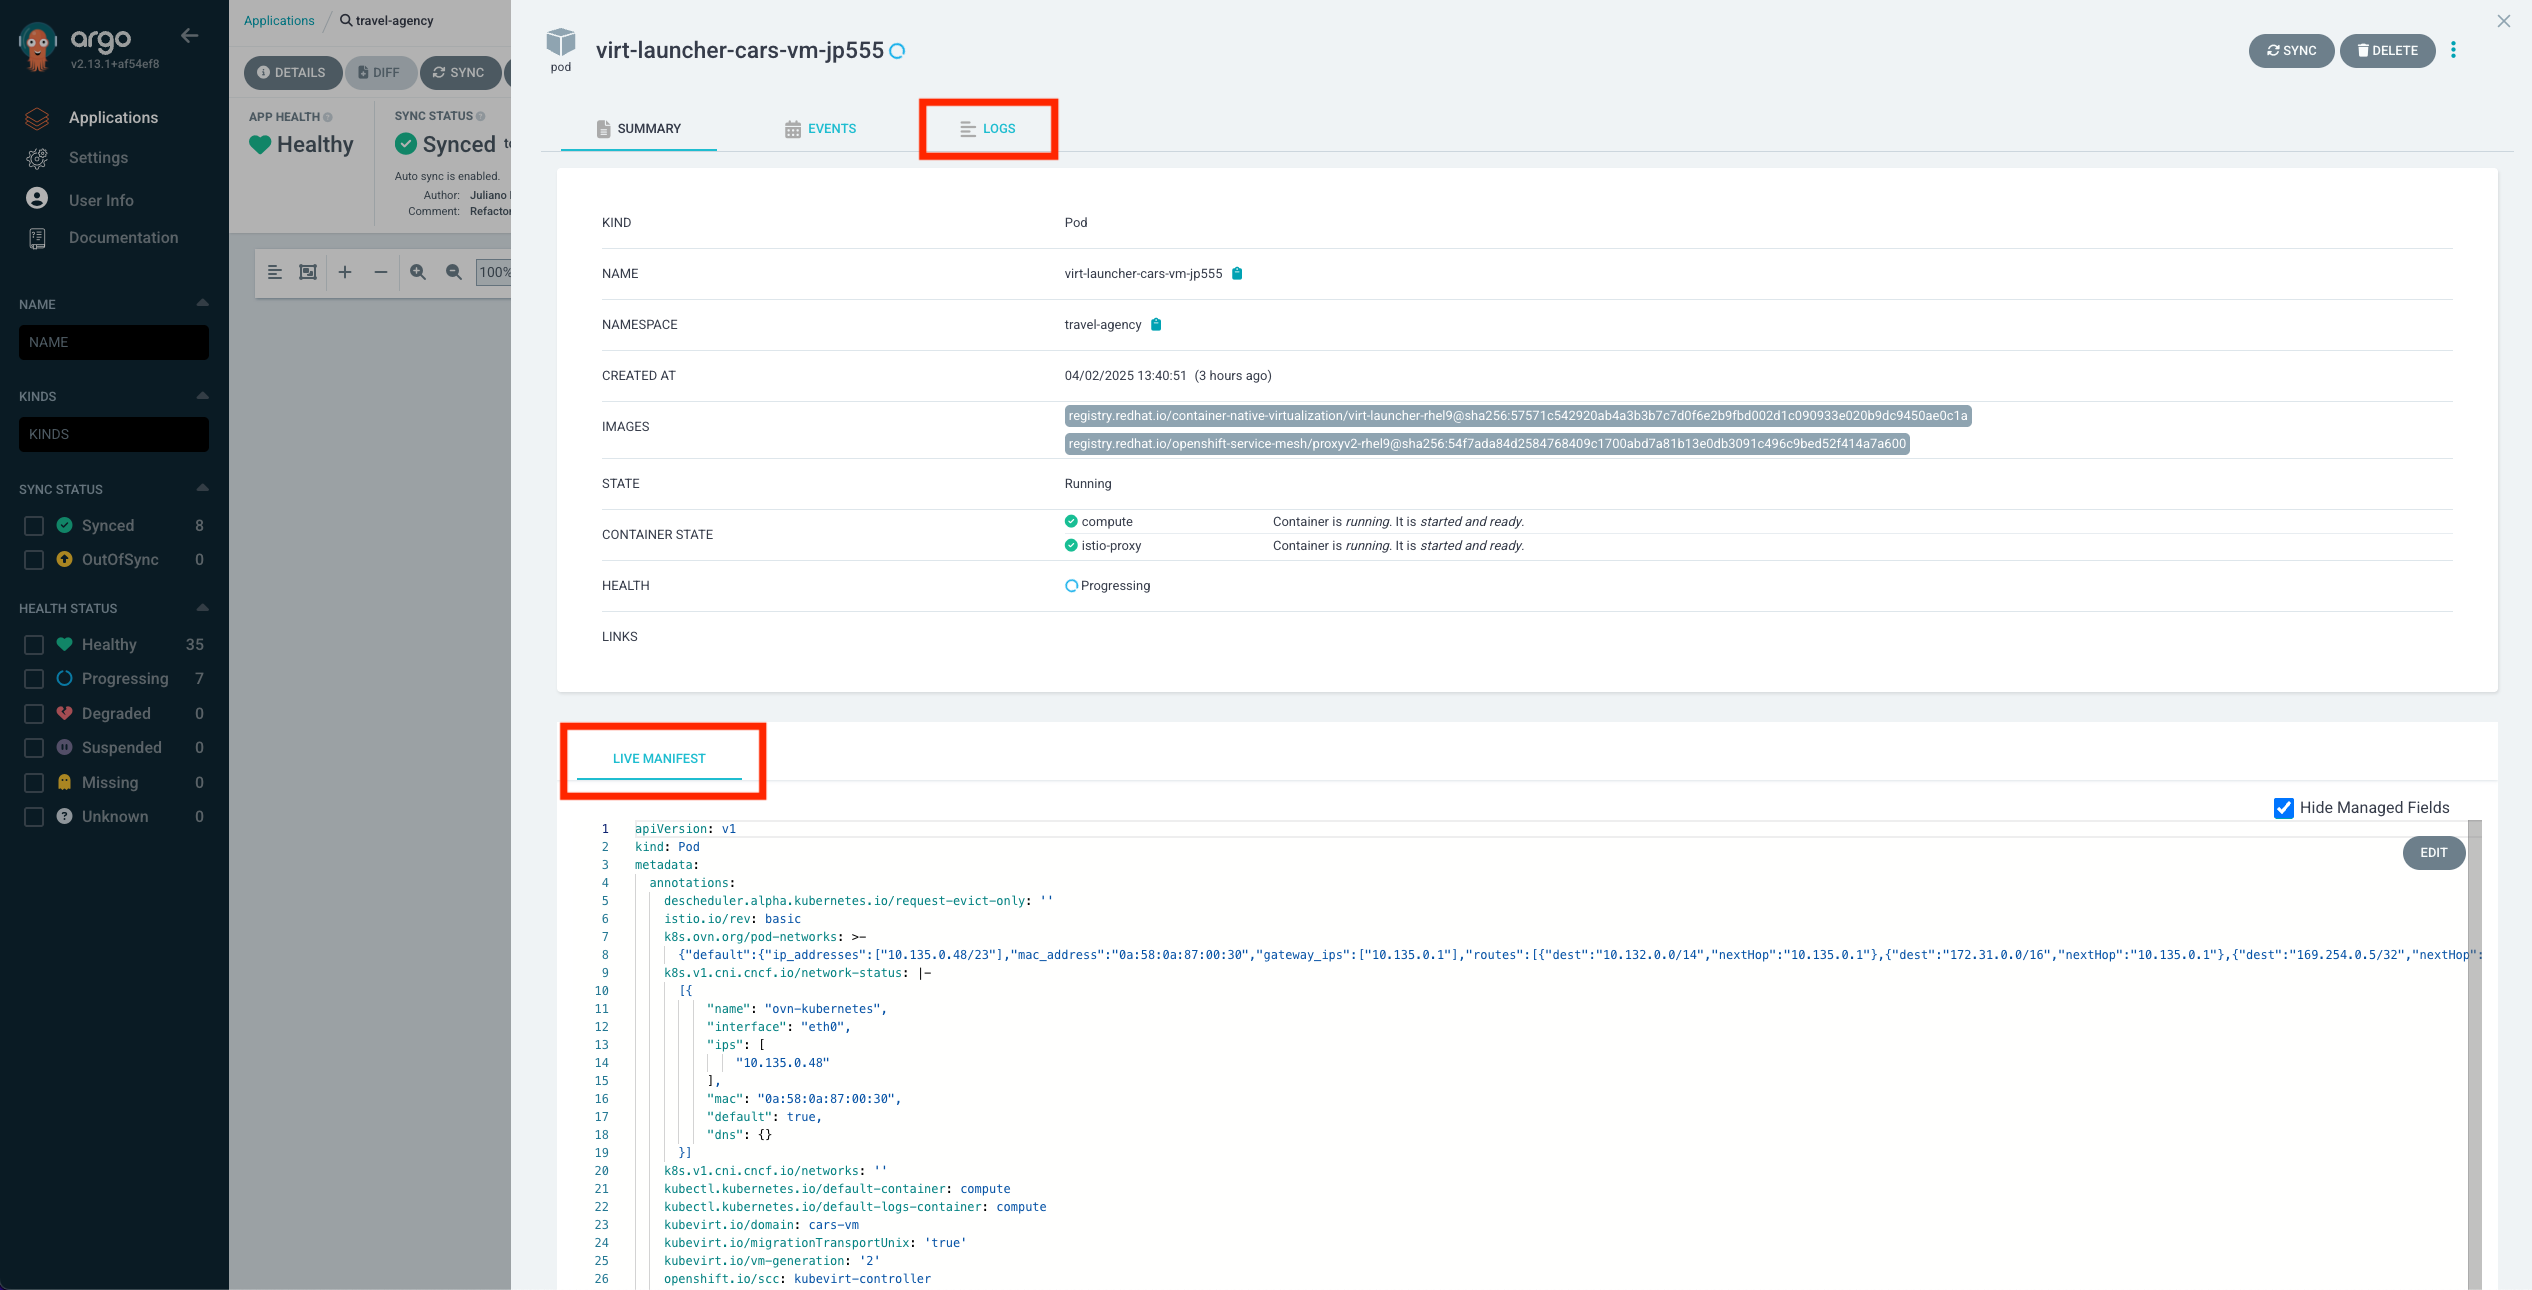 argo
v2.13.1+af54ef8
Applications
Settings
User Info
Documentation
NAME
NAME
KINDS
KINDS
SYNC STATUS
Synced 8
OutOfSync 0
HEALTH STATUS
Healthy 35
Progressing 7
Degraded 0
Suspended 0
Missing 0
Unknown 0
Applications / travel-agency
DETAILS DIFF SYNC
APP HEALTH
Healthy
SYNC STATUS
Synced
Auto sync is enabled.
Author: Juliano
Comment: Refactor
100%
pod
virt-launcher-cars-vm-jp555
SYNC DELETE
SUMMARY EVENTS LOGS
KIND Pod
NAME virt-launcher-cars-vm-jp555
NAMESPACE travel-agency
CREATED AT 04/02/2025 13:40:51 (3 hours ago)
IMAGES
registry.redhat.io/container-native-virtualization/virt-launcher-rhel9@sha256:57571c542920ab4a3b3b7c7d0f6e2b9fbd002d1c090933e020b9dc9450ae0c1a
registry.redhat.io/openshift-service-mesh/proxyv2-rhel9@sha256:54f7ada84d2584768409c1700abd7a81b13e0db3091c496c9bed52f414a7a600
STATE Running
CONTAINER STATE
compute Container is running. It is started and ready.
istio-proxy Container is running. It is started and ready.
HEALTH Progressing
LINKS
LIVE MANIFEST
Hide Managed Fields
EDIT
1 apiVersion: v1
2 kind: Pod
3 metadata:
4 annotations:
5 descheduler.alpha.kubernetes.io/request-evict-only: ''
6 istio.io/rev: basic
7 k8s.ovn.org/pod-networks: >-
8 {"default":{"ip_addresses":["10.135.0.48/23"],"mac_address":"0a:58:0a:87:00:30","gateway_ips":["10.135.0.1"],"routes":[{"dest":"10.132.0.0/14","nextHop":"10.135.0.1"},{"dest":"172.31.0.0/16","nextHop":"10.135.0.1"},{"dest":"169.254.0.5/32","nextHop":
9 k8s.v1.cni.cncf.io/network-status: |-
10 [{
11 "name": "ovn-kubernetes",
12 "interface": "eth0",
13 "ips": [
14 "10.135.0.48"
15 ],
16 "mac": "0a:58:0a:87:00:30",
17 "default": true,
18 "dns": {}
19 }]
20 k8s.v1.cni.cncf.io/networks: ''
21 kubectl.kubernetes.io/default-container: compute
22 kubectl.kubernetes.io/default-logs-container: compute
23 kubevirt.io/domain: cars-vm
24 kubevirt.io/migrationTransportUnix: 'true'
25 kubevirt.io/vm-generation: '2'
26 openshift.io/scc: kubevirt-controller